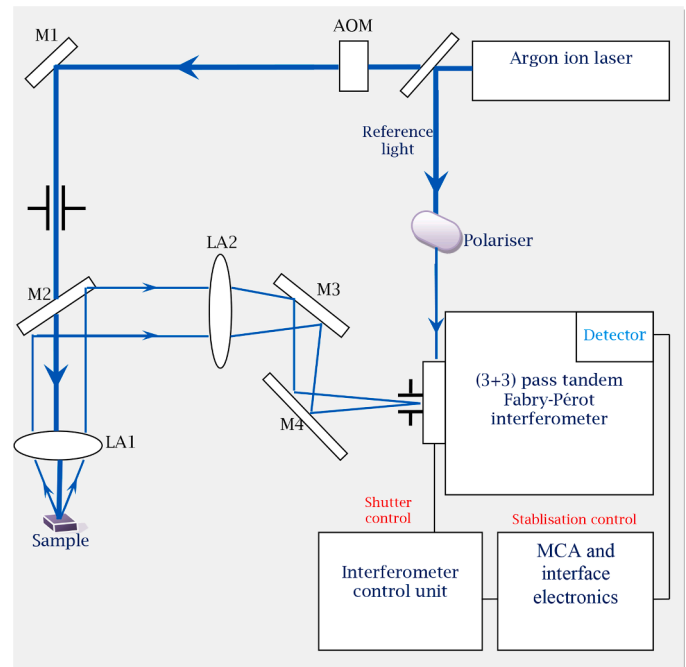 M1
AOM
Argon ion laser
Reference
light
Polariser
LA2
M2
M3
Detector
(3+3) pass tandem
Fabry-Pérot
interferometer
M4
LA1
Sample
Shutter
control
Stablisation control
Interferometer
control unit
MCA and
interface
electronics